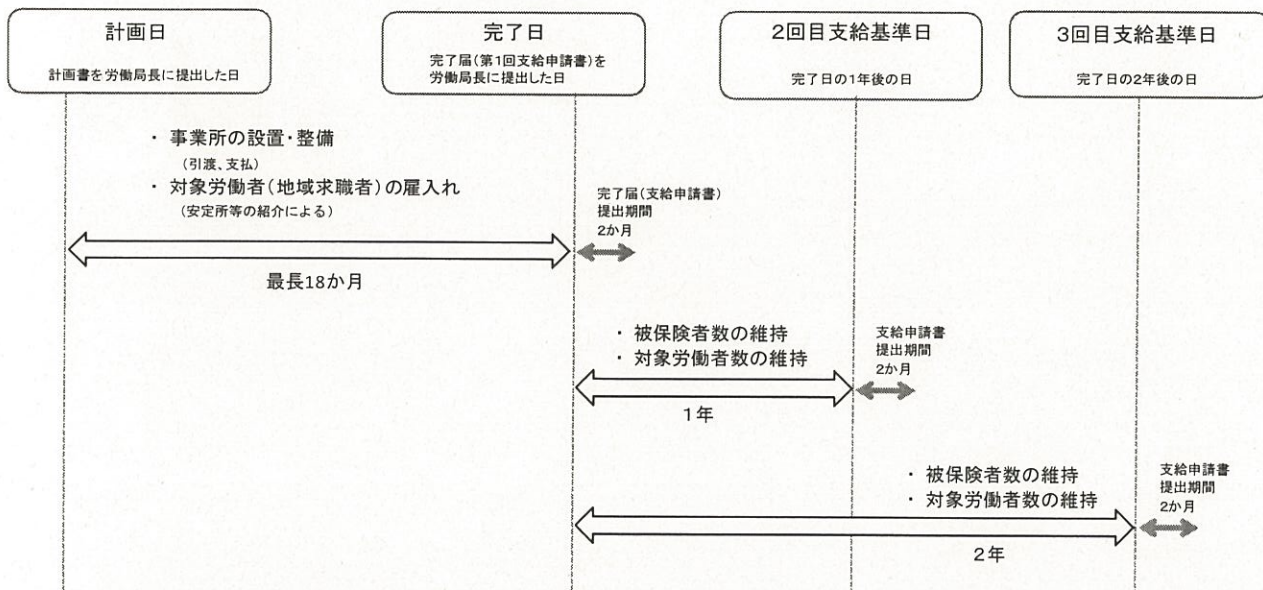 計画日
計画書を労働局長に提出した日
完了日
完了届(第1回支給申請書)を
労働局長に提出した日
2回目支給基準日
完了日の1年後の日
3回目支給基準日
完了日の2年後の日
・ 事業所の設置・整備
(引渡、支払)
・ 対象労働者(地域求職者)の雇入れ
(安定所等の紹介による)
完了届(支給申請書)
提出期間
2か月
最長18か月
・ 被保険者数の維持
・ 対象労働者数の維持
支給申請書
提出期間
2か月
1年
・ 被保険者数の維持
・ 対象労働者数の維持
支給申請書
提出期間
2か月
2年